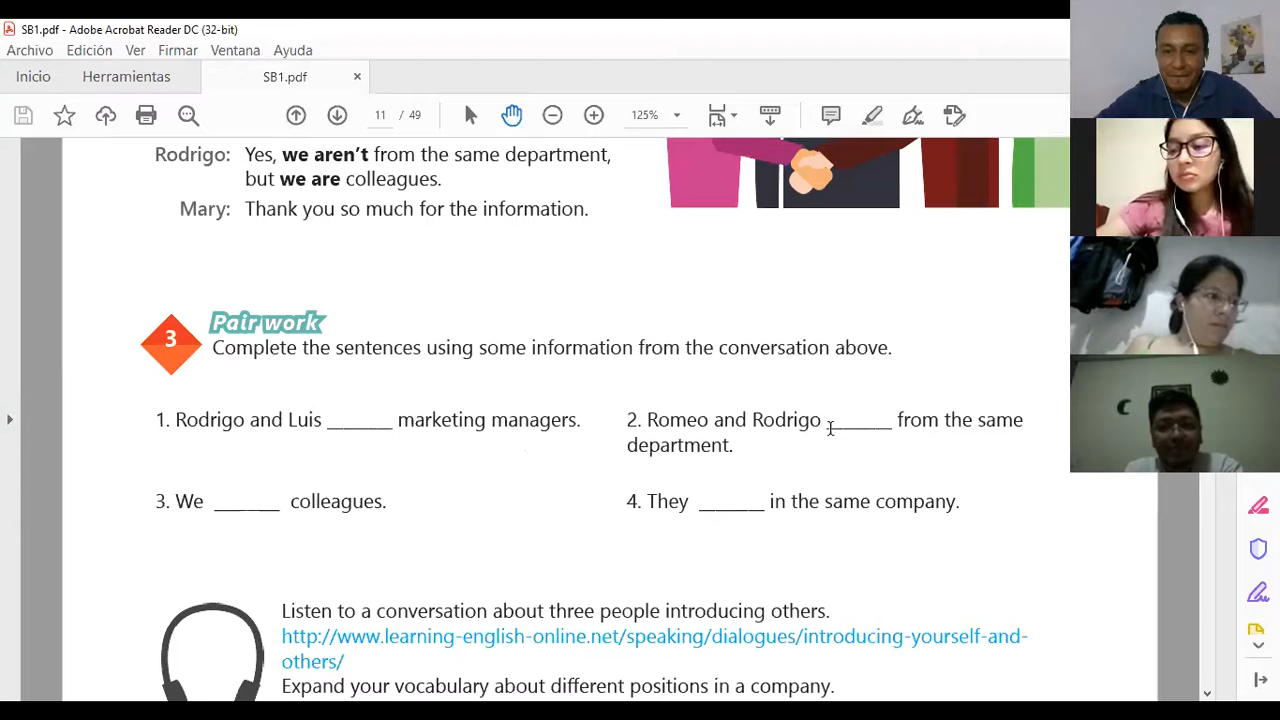 SB1.pdf - Adobe Acrobat Reader DC (32-bit)
Archivo Edición Ver Firmar Ventana Ayuda
Inicio Herramientas SB1.pdf ×
11 / 49 125%
Rodrigo: Yes, we aren't from the same department,
but we are colleagues.
Mary: Thank you so much for the information.
3 Pair work
Complete the sentences using some information from the conversation above.
1. Rodrigo and Luis ______ marketing managers.
2. Romeo and Rodrigo ______ from the same
department.
3. We ______ colleagues.
4. They ______ in the same company.
Listen to a conversation about three people introducing others.
http://www.learning-english-online.net/speaking/dialogues/introducing-yourself-and-
others/
Expand your vocabulary about different positions in a company.